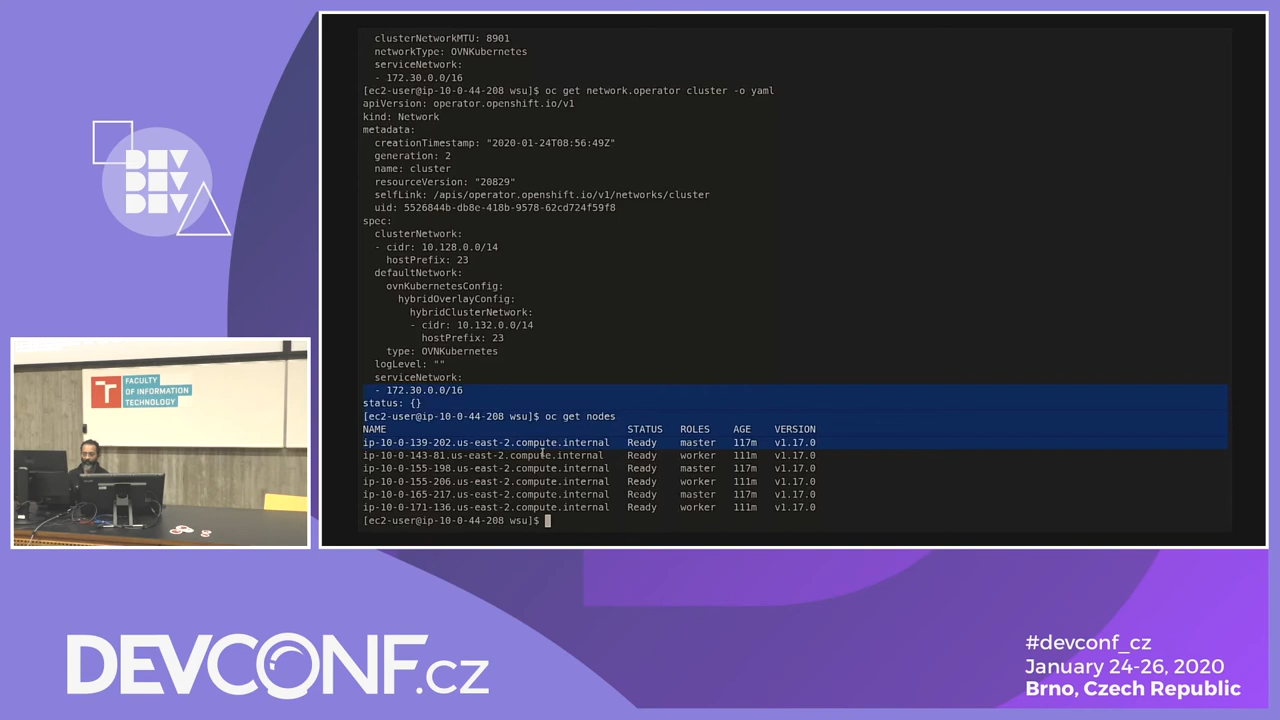 DEV
DEV
DEV
clusterNetworkMTU: 8901
networkType: OVNKubernetes
serviceNetwork:
- 172.30.0.0/16
[ec2-user@ip-10-0-44-208 wsu]$ oc get network.operator cluster -o yaml
apiVersion: operator.openshift.io/v1
kind: Network
metadata:
creationTimestamp: "2020-01-24T08:56:49Z"
generation: 2
name: cluster
resourceVersion: "20829"
selfLink: /apis/operator.openshift.io/v1/networks/cluster
uid: 5526844b-db8e-418b-9578-62cd724f59f8
spec:
clusterNetwork:
- cidr: 10.128.0.0/14
hostPrefix: 23
defaultNetwork:
ovnKubernetesConfig:
hybridOverlayConfig:
hybridClusterNetwork:
- cidr: 10.132.0.0/14
hostPrefix: 23
type: OVNKubernetes
logLevel: ""
serviceNetwork:
- 172.30.0.0/16
status: {}
[ec2-user@ip-10-0-44-208 wsu]$ oc get nodes
NAME STATUS ROLES AGE VERSION
ip-10-0-139-202.us-east-2.compute.internal Ready master 117m v1.17.0
ip-10-0-143-81.us-east-2.compute.internal Ready worker 111m v1.17.0
ip-10-0-155-198.us-east-2.compute.internal Ready master 117m v1.17.0
ip-10-0-155-206.us-east-2.compute.internal Ready worker 111m v1.17.0
ip-10-0-165-217.us-east-2.compute.internal Ready master 117m v1.17.0
ip-10-0-171-136.us-east-2.compute.internal Ready worker 111m v1.17.0
[ec2-user@ip-10-0-44-208 wsu]$
FACULTY
OF INFORMATION
TECHNOLOGY
DEVCONF.cz
#devconf_cz
January 24-26, 2020
Brno, Czech Republic